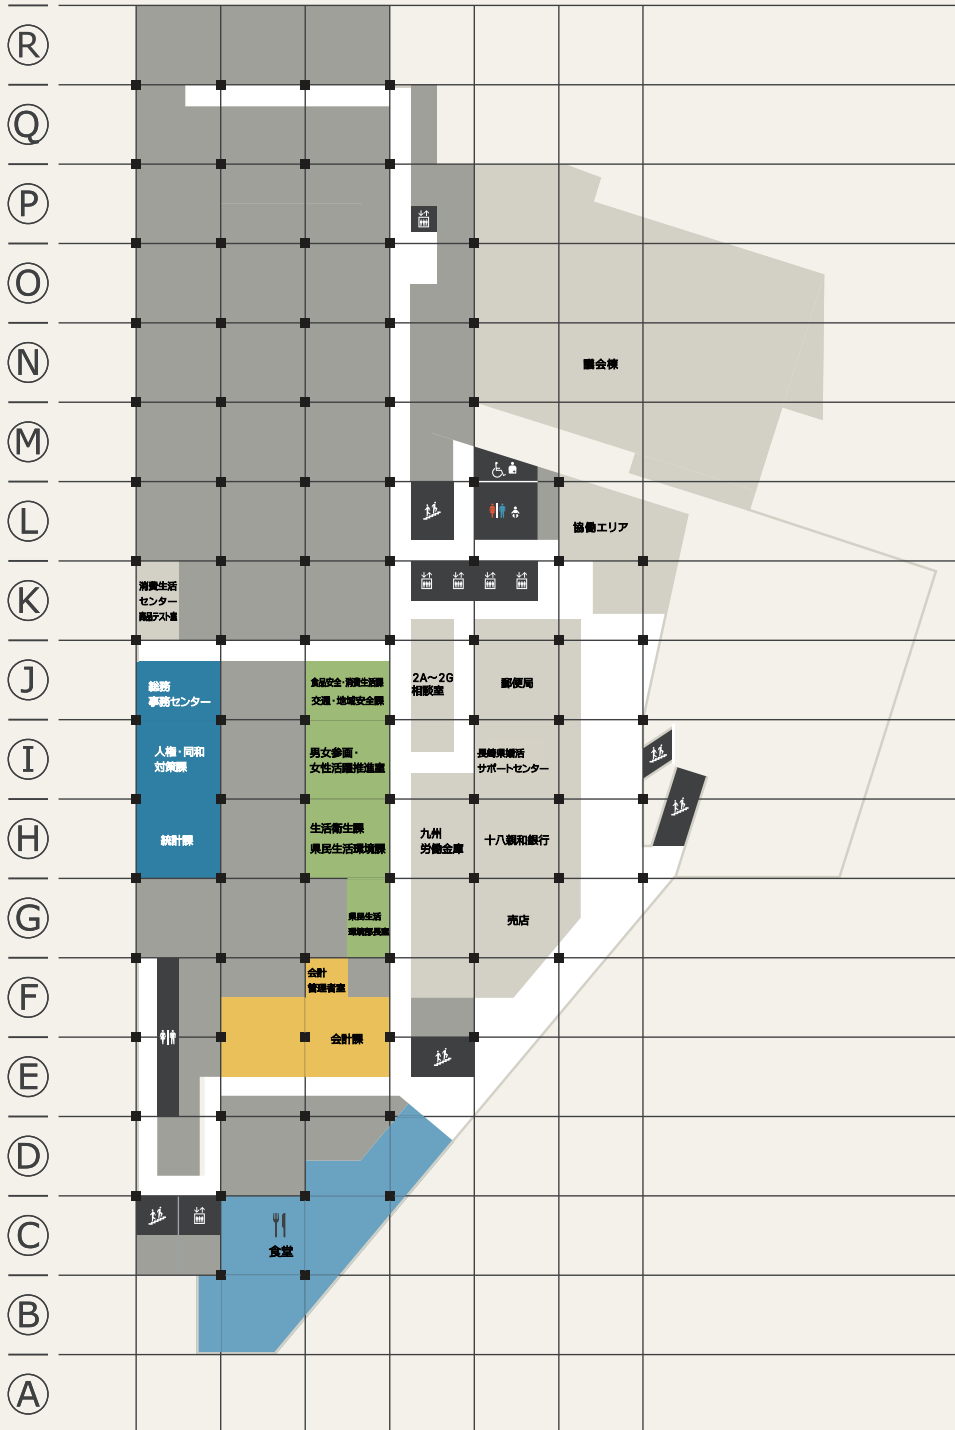 R
Q
P
O
N
議会棟
M
L
協働エリア
K
消費生活
センター
商品テスト室
J
総務
事務センター
食品安全・消費生活課
交通・地域安全課
2A～2G
相談室
郵便局
I
人権・同和
対策課
男女参画・
女性活躍推進室
長崎県婚活
サポートセンター
H
統計課
生活衛生課
県民生活環境課
九州
労働金庫
十八親和銀行
G
県民生活
環境部長室
売店
F
会計
管理者室
会計課
E
D
C
食堂
B
A